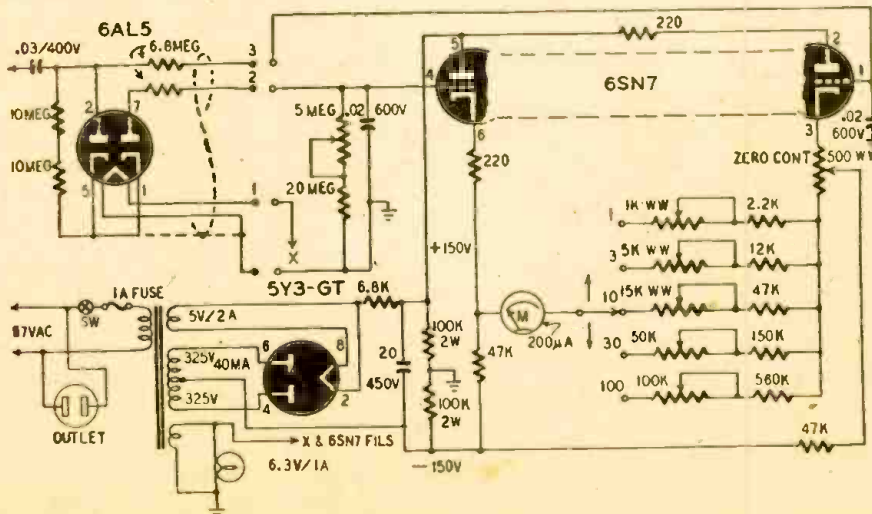 6AL5
.03/400V
6.8MEG
3
2
1
10MEG
10MEG
2
7
5
1
X
5 MEG
.02
600V
20 MEG
220
5
4
6
6SN7
2
1
3
.02
600V
220
ZERO CONT
500 WW
+150V
1
1K WW
2.2K
3
5K WW
12K
10
15K WW
47K
30
50K
150K
100
100K
560K
M
200µA
47K
47K
1A FUSE
SW
117VAC
OUTLET
5V/2A
325V
40MA
325V
5Y3-GT
6
8
4
2
6.8K
20
450V
100K
2W
100K
2W
X & 6SN7 FILS
6.3V/1A
-150V